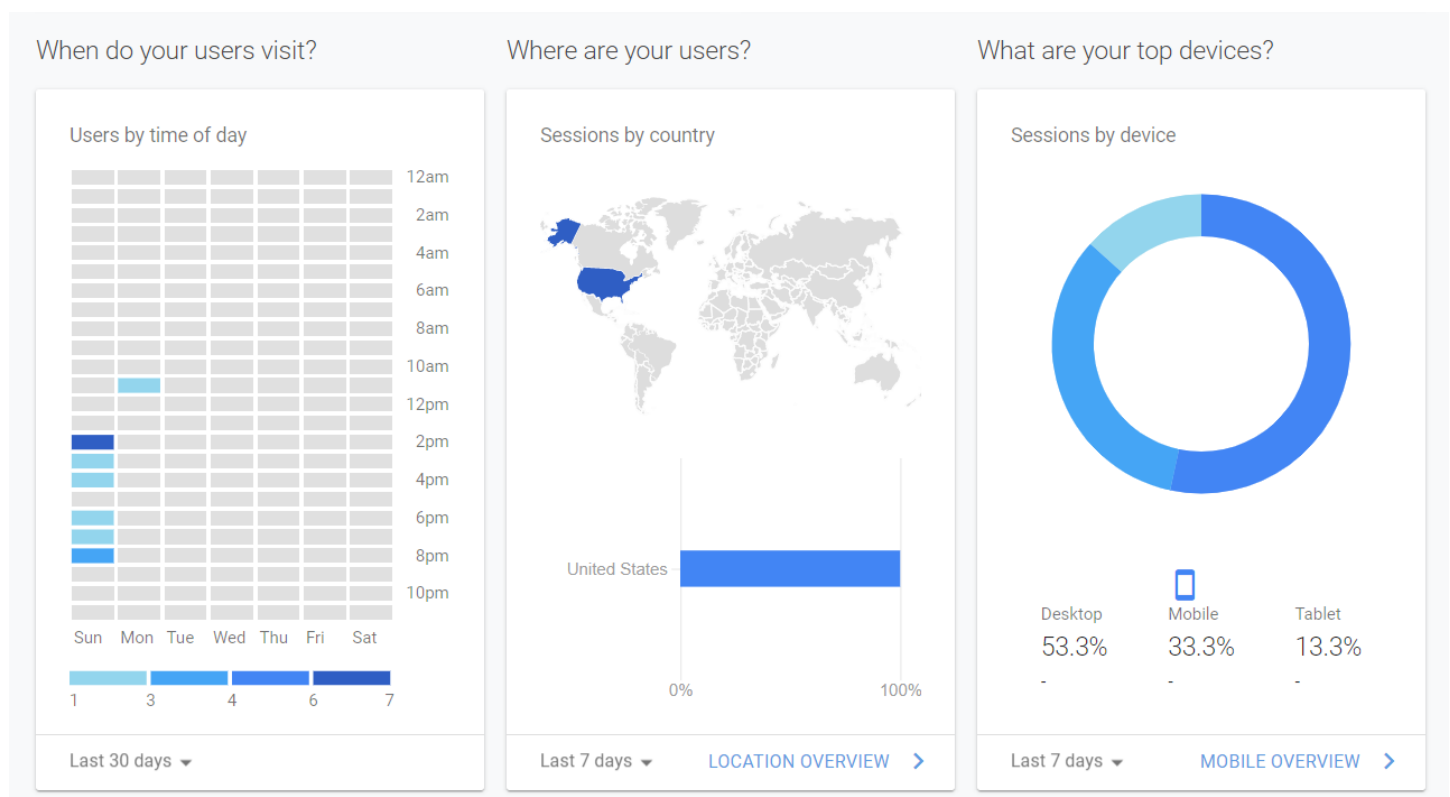 When do your users visit?
Users by time of day
12am
2am
4am
6am
8am
10am
12pm
2pm
4pm
6pm
8pm
10pm
Sun Mon Tue Wed Thu Fri Sat
1 3 4 6 7
Last 30 days
Where are your users?
Sessions by country
United States
0% 100%
Last 7 days LOCATION OVERVIEW
What are your top devices?
Sessions by device
Desktop Mobile Tablet
53.3% 33.3% 13.3%
- - -
Last 7 days MOBILE OVERVIEW